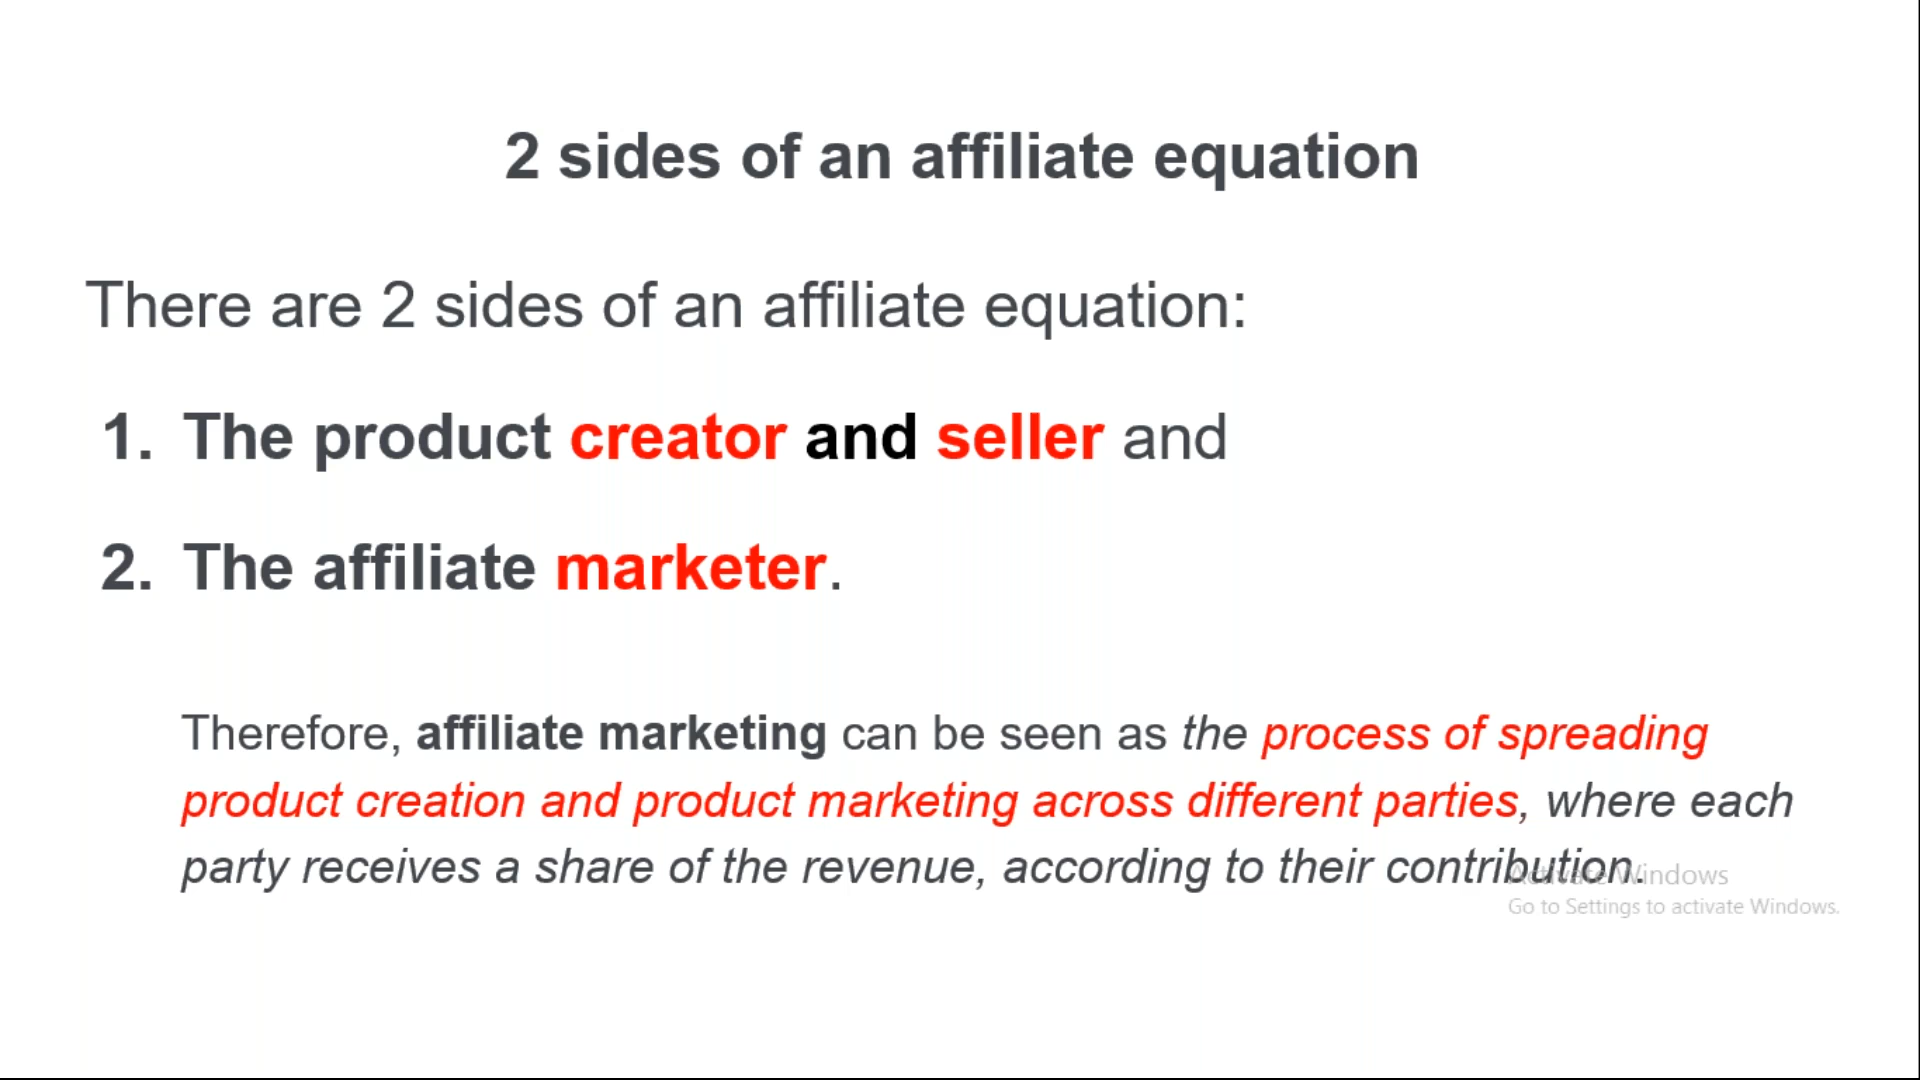 2 sides of an affiliate equation
There are 2 sides of an affiliate equation:
1. The product creator and seller and
2. The affiliate marketer.
Therefore, affiliate marketing can be seen as the process of spreading
product creation and product marketing across different parties, where each
party receives a share of the revenue, according to their contribution.
Activate Windows
Go to Settings to activate Windows.